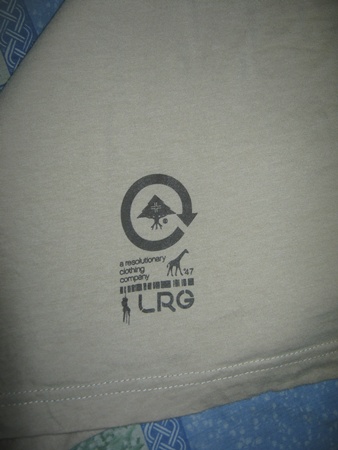 a resolutionary
clothing
company
'47
LRG